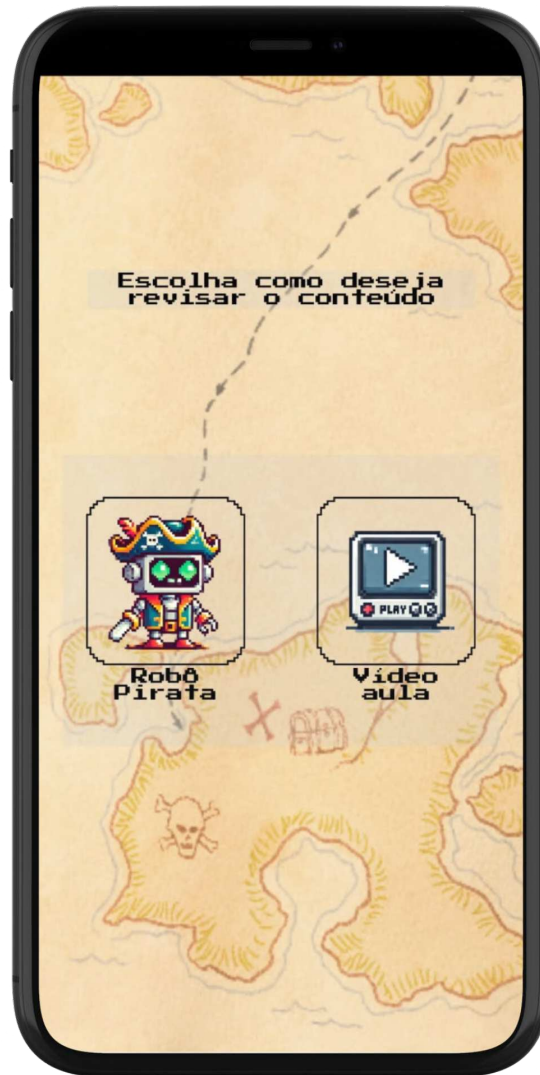 Escolha como deseja
revisar o conteúdo
PLAY
Robô
Pirata
Vídeo
aula